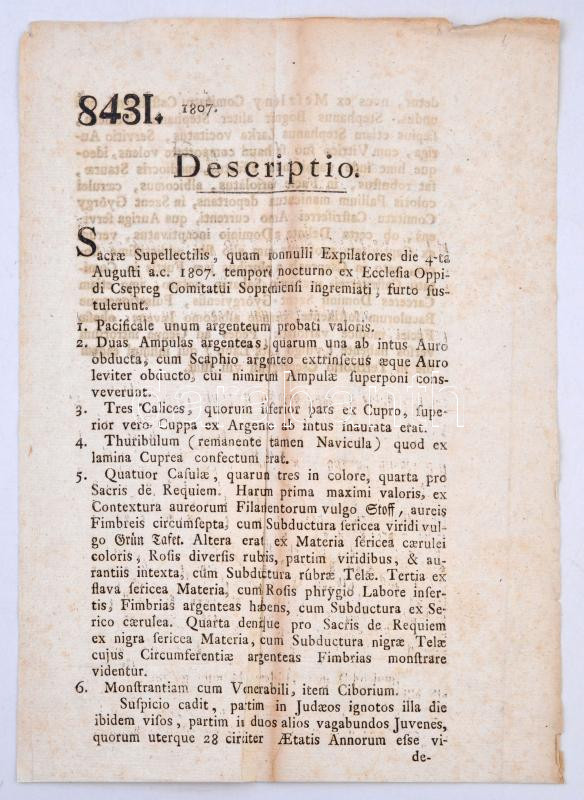 8431. 1807.
Descriptio.
Sacræ Supellectilis, quam nonnulli Expilatores die 4-ta
Augusti a.c. 1807. tempore nocturno ex Ecclesia Oppi-
di Csepreg Comitatûi Soproniensi ingremiati, furto sus-
tulerunt.
1. Pacificale unum argenteum probati valoris.
2. Duas Ampulas argenteas, quarum una ab intus Auro
obducta, cum Scaphio argenteo extrinsecus æque Auro
leviter obducto, cui nimirum Ampulæ superponi cons-
veverunt.
3. Tres Calices, quorum inferior pars ex Cupro, supe-
rior vero Cuppa ex Argento ab intus inaurata erat.
4. Thuribulum (remanente tamen Navicula) quod ex
lamina Cuprea confectum erat.
5. Quatuor Casulæ, quarum tres in colore, quarta pro
Sacris de Requiem. Harum prima maximi valoris, ex
Contextura aureorum Filamentorum vulgo Stoff, aureis
Fimbreis circumsepta, cum Subductura sericea viridi vul-
go Grün Tafet. Altera erat ex Materia sericea cærulei
coloris, Rosis diversis rubris, partim viridibus, & au-
rantiis intexta, cum Subductura rûbræ Telæ. Tertia ex
flava sericea Materia, cum Rosis phrygio Labore inser-
tis, Fimbrias argenteas habens, cum Subductura ex Se-
rico cærulea. Quarta denique pro Sacris de Requiem
ex nigra sericea Materia, cum Subductura nigræ Telæ
cujus Circumferentiæ argenteas Fimbrias monstrare
videntur.
6. Monstrantiam cum Venerabili, item Ciborium.
Suspicio cadit, partim in Judæos ignotos illa die
ibidem visos, partim in duos alios vagabundos Juvenes,
quorum uterque 28 circiter Ætatis Annorum esse vi-
de-